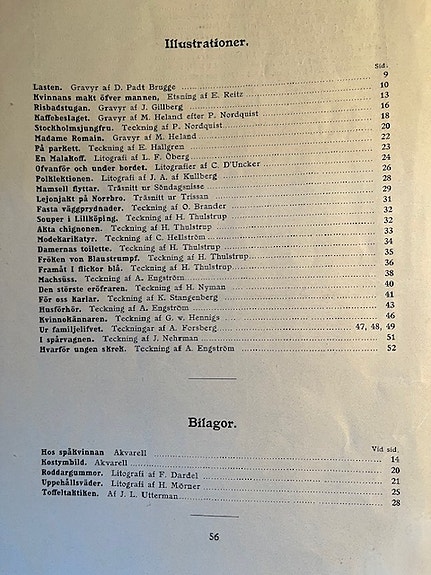 Illustrationer.
Sid.
Lasten. Gravyr af D. Padt Brugge 9
Kvinnans makt öfver mannen, Etsning af E. Reitz 10
Risbadstugan. Gravyr af J. Gillberg 13
Kaffebeslaget. Gravyr af M. Heland efter P. Nordquist 16
Stockholmsjungfru. Teckning af P. Nordquist 18
Madame Romain. Gravyr af M. Heland 20
På parkett. Teckning af E. Hallgren 22
En Malakoff. Litografi af L. F. Öberg 23
Ofvanför och under bordet. Litografier af C. D'Uncker 24
Polklektionen. Litografi af J. A. af Kullberg 26
Mamsell flyttar. Träsnitt ur Söndagsnisse 28
Lejonjakt på Norrbro. Träsnitt ur Trissan 29
Fasta väggprydnader. Teckning af O. Brander 31
Souper i Lillköping. Teckning af H. Thulstrup 32
Akta chignonen. Teckning af H. Thulstrup 32
Modekarikatyr. Teckning af C. Hellström 33
Damernas toilette. Teckning af H. Thulstrup 34
Fröken von Blaustrumpf. Teckning af H. Thulstrup 35
Framåt I flickor blå. Teckning af H. Thulstrup 36
Machsüss. Teckning af A. Engström 38
Den störste eröfraren. Teckning af H. Nyman 40
För oss karlar. Teckning af K. Stangenberg 41
Husförhör. Teckning af A. Engström 43
Kvinnokännaren. Teckning af G. v. Hennigs 46
Ur familjelifvet. Teckningar af A. Forsberg 47, 48, 49
I spårvagnen. Teckning af J. Nehrman 51
Hvarför ungen skrek. Teckning af A. Engström 52
Bilagor.
Vid sid.
Hos spåkvinnan Akvarell 14
Kostymbild. Akvarell 20
Roddargummor. Litografi af F. Dardel 21
Uppehållsväder. Litografi af H. Mörner 25
Toffeltaktiken. Af J. L. Utterman 28
56